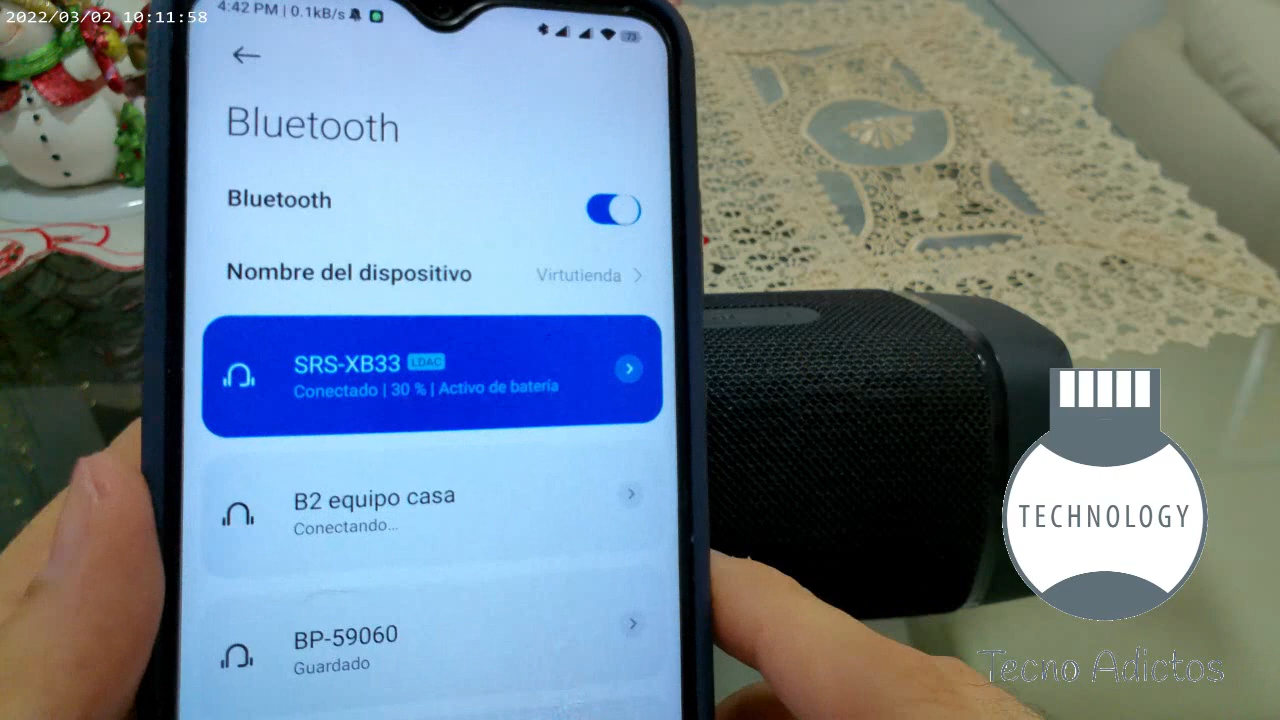 2022/03/02 10:11:58
4:42 PM | 0.1kB/s
73
Bluetooth
Bluetooth
Nombre del dispositivo
Virtutienda
SRS-XB33 LDAC
Conectado | 30 % | Activo de batería
B2 equipo casa
Conectando...
BP-59060
Guardado
TECHNOLOGY
Tecno Adictos